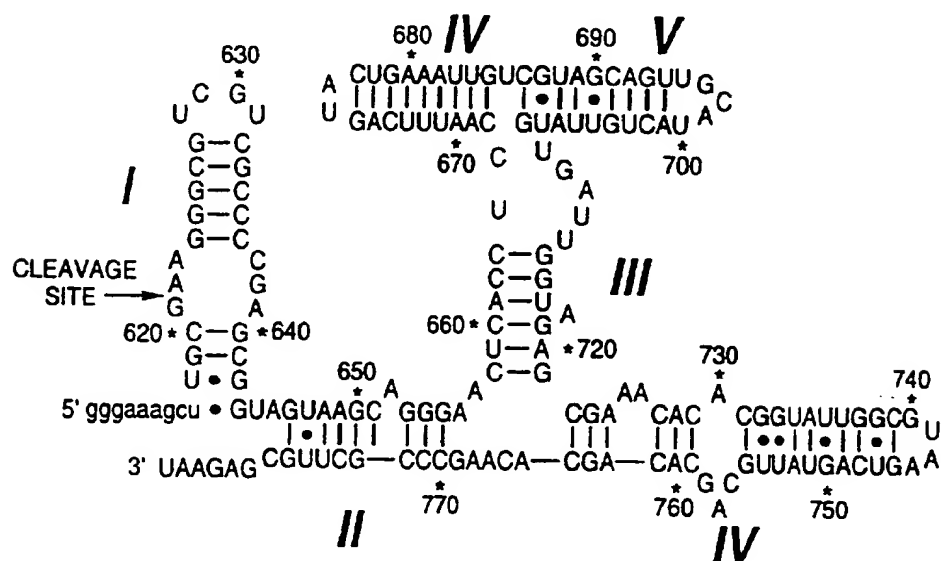 630
680 * IV 690 * V
* G
C
U
U
A
CUGAAAUUGUCGUAGCAGUU
G
C
A
U
GACUUUAAC
GUAUUGUCAU
670 *
* 700
G—C
C—G
G—C
G—C
G—C
I
A
A
G
C
G
A
CLEAVAGE
SITE
620 * C—G * 640
G—C
U • G
C
U
U
G
A
U
U
U
C—G
C—G
A—U
660 * C—G A
U—A * 720
C—G
III
5' gggaaagcu • GUAGUAAGC
650 *
A
GGGA
A
CGA
AA
CAC
730 *
A
CGGUAUUGGCG
740 *
U
A
3' UAAGAG
CGUUCG—CCCGAACA—CGA—CAC
G
C
A
G
GUUAUGACUGA
* 770
* 760
* 750
II
IV